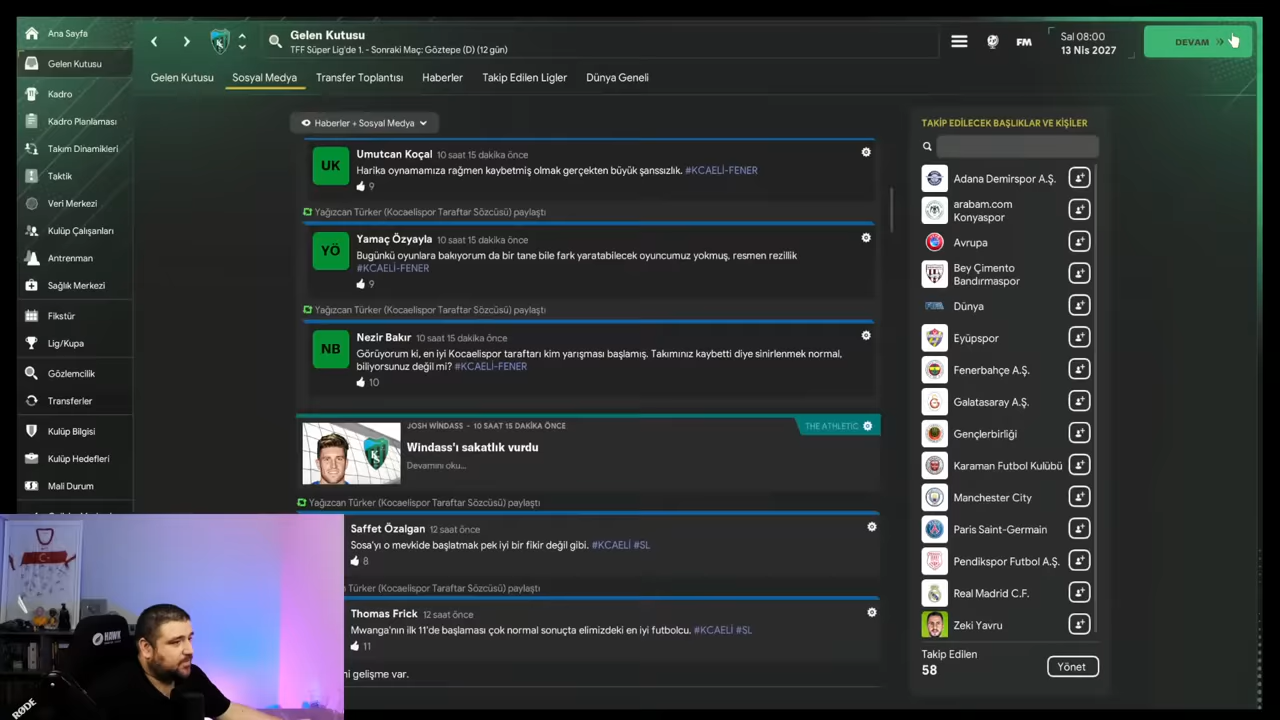 Ana Sayfa
Gelen Kutusu
Kadro
Kadro Planlaması
Takım Dinamikleri
Taktik
Veri Merkezi
Kulüp Çalışanları
Antrenman
Sağlık Merkezi
Fikstür
Lig/Kupa
Gözlemcilik
Transferler
Kulüp Bilgisi
Kulüp Hedefleri
Mali Durum
Gelen Kutusu
TFF Süper Lig'de 1. - Sonraki Maç: Göztepe (D) (12 gün)
FM
Sal 08:00
13 Nis 2027
DEVAM
Gelen Kutusu
Sosyal Medya
Transfer Toplantısı
Haberler
Takip Edilen Ligler
Dünya Geneli
Haberler + Sosyal Medya
UK
Umutcan Koçal 10 saat 15 dakika önce
Harika oynamamıza rağmen kaybetmiş olmak gerçekten büyük şanssızlık. #KCAELİ-FENER
9
Yağızcan Türker (Kocaelispor Taraftar Sözcüsü) paylaştı
YÖ
Yamaç Özyayla 10 saat 15 dakika önce
Bugünkü oyunlara bakıyorum da bir tane bile fark yaratabilecek oyuncumuz yokmuş, resmen rezillik
#KCAELİ-FENER
9
Yağızcan Türker (Kocaelispor Taraftar Sözcüsü) paylaştı
NB
Nezir Bakır 10 saat 15 dakika önce
Görüyorum ki, en iyi Kocaelispor taraftarı kim yarışması başlamış. Takımınız kaybetti diye sinirlenmek normal,
biliyorsunuz değil mi? #KCAELİ-FENER
10
JOSH WINDASS - 10 SAAT 15 DAKİKA ÖNCE
THE ATHLETIC
Windass'ı sakatlık vurdu
Devamını oku...
Yağızcan Türker (Kocaelispor Taraftar Sözcüsü) paylaştı
Saffet Özalgan 12 saat önce
Sosa'yı o mevkide başlatmak pek iyi bir fikir değil gibi. #KCAELİ #SL
8
Türker (Kocaelispor Taraftar Sözcüsü) paylaştı
Thomas Frick 12 saat önce
Mwanga'nın ilk 11'de başlaması çok normal sonuçta elimizdeki en iyi futbolcu. #KCAELİ #SL
11
ni gelişme var.
TAKİP EDİLECEK BAŞLIKLAR VE KİŞİLER
Adana Demirspor A.Ş.
arabam.com
Konyaspor
Avrupa
Bey Çimento
Bandırmaspor
Dünya
Eyüpspor
Fenerbahçe A.Ş.
Galatasaray A.Ş.
Gençlerbirliği
Karaman Futbol Kulübü
Manchester City
Paris Saint-Germain
Pendikspor Futbol A.Ş.
Real Madrid C.F.
Zeki Yavru
Takip Edilen
58
Yönet
HAWK
RØDE